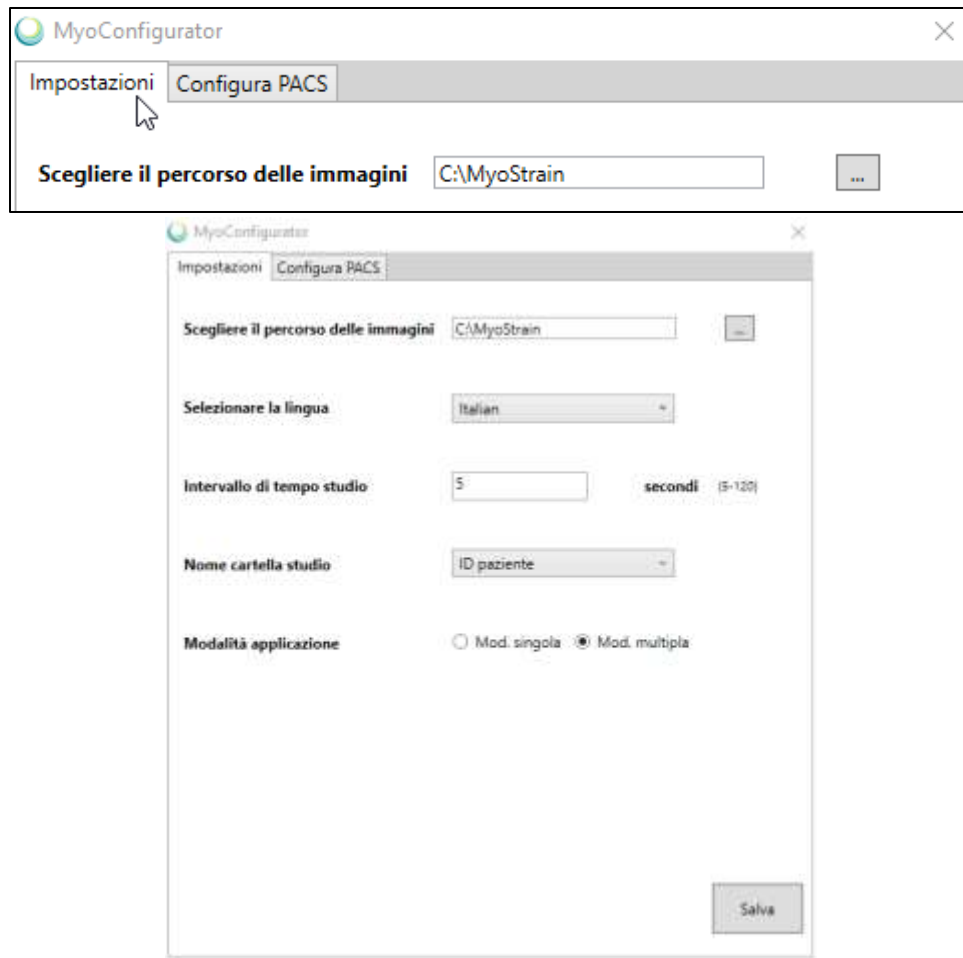 MyoConfigurator
Impostazioni Configura PACS
Scegliere il percorso delle immagini C:\MyoStrain ...
MyoConfigurator
Impostazioni Configura PACS
Scegliere il percorso delle immagini C:\MyoStrain ...
Selezionare la lingua Italian
Intervallo di tempo studio 5 secondi (5-120)
Nome cartella studio ID paziente
Modalità applicazione Mod. singola Mod. multipla
Salva